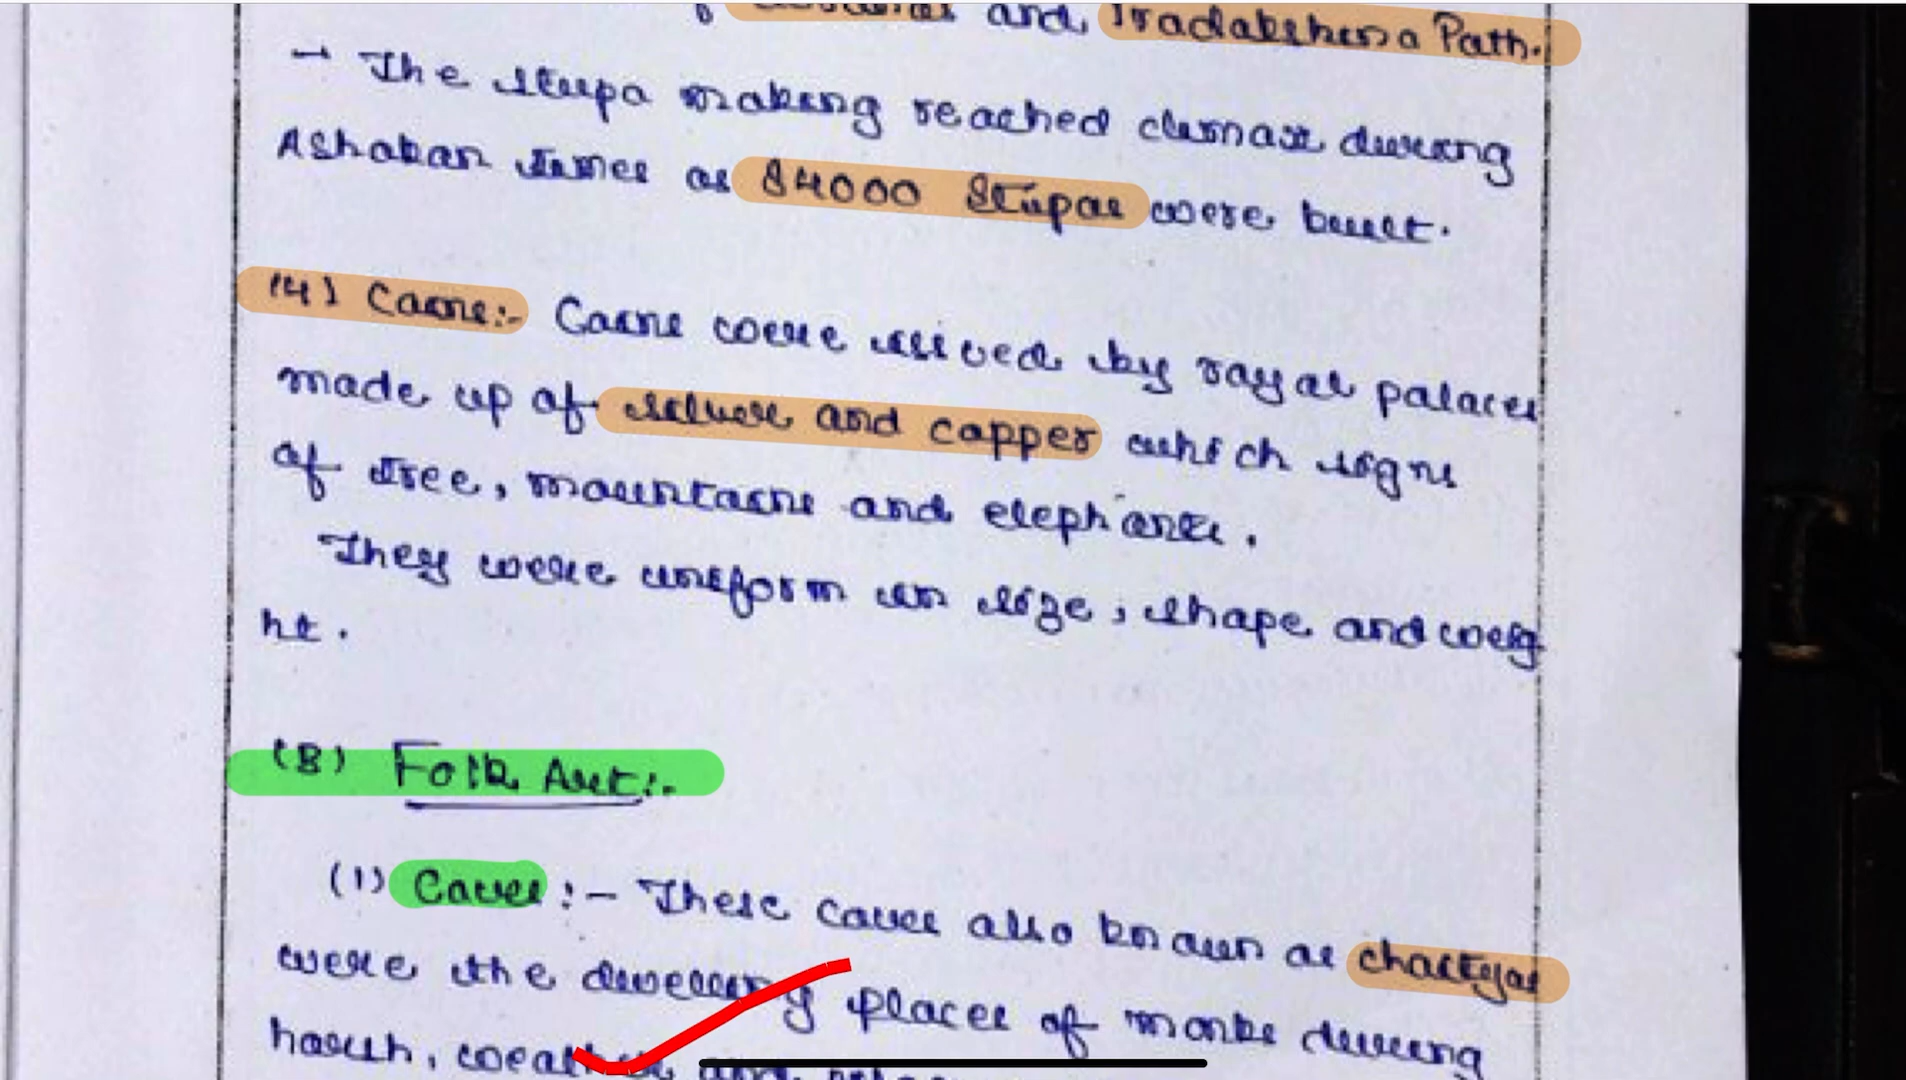 and Pradakshina Path.
→ The stupa making reached climax during
Ashokan times as 84000 Stupas were built.
(4) Coins:- Coins were issued by royal palaces
made up of silver and copper which signs
of tree, mountains and elephants.
They were uniform in size, shape and weig
ht.
(B) Folk Art:-
(1) Caves:- These caves also known as chaityas
were the dwelling places of monks during
harsh, weather and